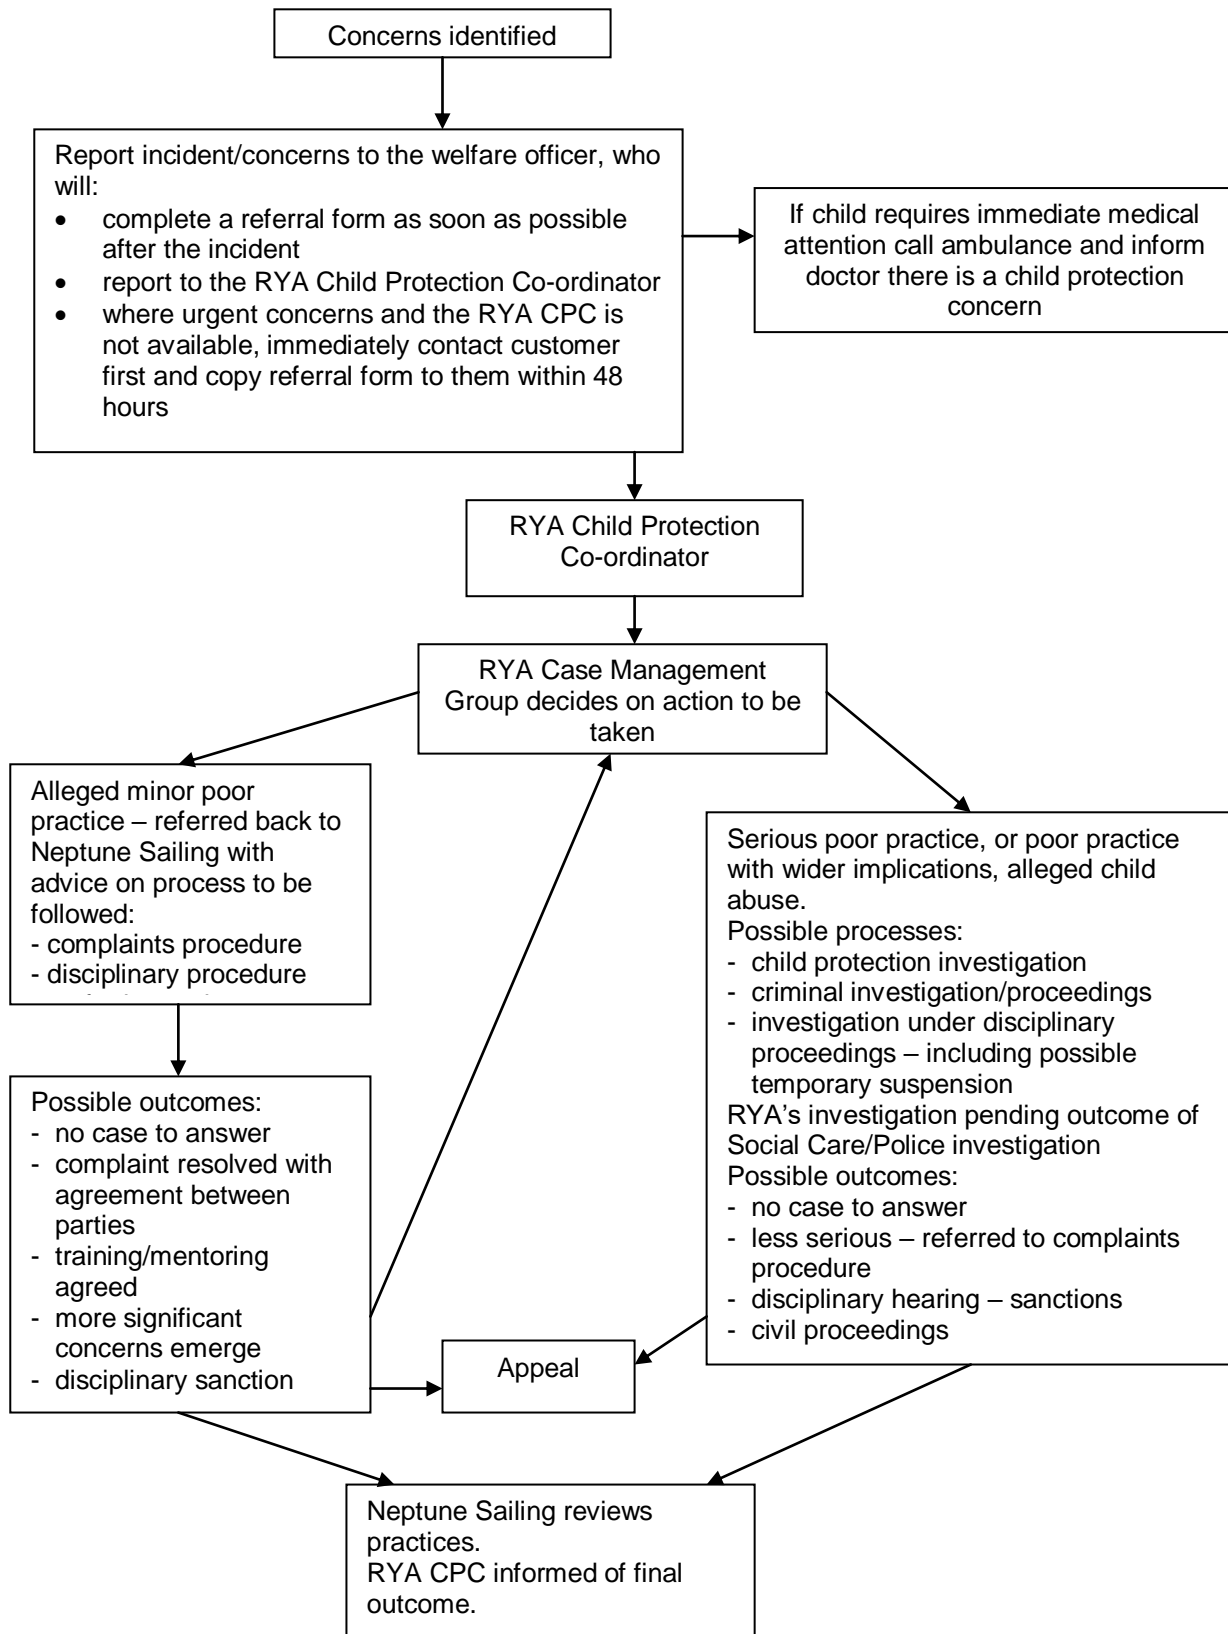 Concerns identified
Report incident/concerns to the welfare officer, who
will:
• complete a referral form as soon as possible
after the incident
• report to the RYA Child Protection Co-ordinator
• where urgent concerns and the RYA CPC is
not available, immediately contact customer
first and copy referral form to them within 48
hours
If child requires immediate medical
attention call ambulance and inform
doctor there is a child protection
concern
RYA Child Protection
Co-ordinator
RYA Case Management
Group decides on action to be
taken
Alleged minor poor
practice – referred back to
Neptune Sailing with
advice on process to be
followed:
- complaints procedure
- disciplinary procedure
Serious poor practice, or poor practice
with wider implications, alleged child
abuse.
Possible processes:
- child protection investigation
- criminal investigation/proceedings
- investigation under disciplinary
proceedings – including possible
temporary suspension
RYA's investigation pending outcome of
Social Care/Police investigation
Possible outcomes:
- no case to answer
- less serious – referred to complaints
procedure
- disciplinary hearing – sanctions
- civil proceedings
Possible outcomes:
- no case to answer
- complaint resolved with
agreement between
parties
- training/mentoring
agreed
- more significant
concerns emerge
- disciplinary sanction
Appeal
Neptune Sailing reviews
practices.
RYA CPC informed of final
outcome.